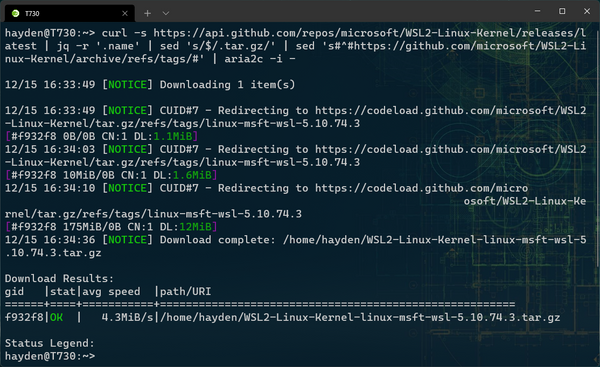 T730
hayden@T730:~> curl -s https://api.github.com/repos/microsoft/WSL2-Linux-Kernel/releases/l
atest | jq -r '.name' | sed 's/$/.tar.gz/' | sed 's#^#https://github.com/microsoft/WSL2-Li
nux-Kernel/archive/refs/tags/#' | aria2c -i -
12/15 16:33:49 [NOTICE] Downloading 1 item(s)
12/15 16:33:49 [NOTICE] CUID#7 - Redirecting to https://codeload.github.com/microsoft/WSL2
-Linux-Kernel/tar.gz/refs/tags/linux-msft-wsl-5.10.74.3
[#f932f8 0B/0B CN:1 DL:1.1MiB]
12/15 16:34:03 [NOTICE] CUID#7 - Redirecting to https://codeload.github.com/microsoft/WSL2
-Linux-Kernel/tar.gz/refs/tags/linux-msft-wsl-5.10.74.3
[#f932f8 10MiB/0B CN:1 DL:1.6MiB]
12/15 16:34:10 [NOTICE] CUID#7 - Redirecting to https://codeload.github.com/micro
osoft/WSL2-Linux-Ke
rnel/tar.gz/refs/tags/linux-msft-wsl-5.10.74.3
[#f932f8 175MiB/0B CN:1 DL:12MiB]
12/15 16:34:36 [NOTICE] Download complete: /home/hayden/WSL2-Linux-Kernel-linux-msft-wsl-5
.10.74.3.tar.gz
Download Results:
gid   |stat|avg speed  |path/URI
======+====+===========+=======================================================
f932f8|OK  |   4.3MiB/s|/home/hayden/WSL2-Linux-Kernel-linux-msft-wsl-5.10.74.3.tar.gz
Status Legend:
hayden@T730:~>